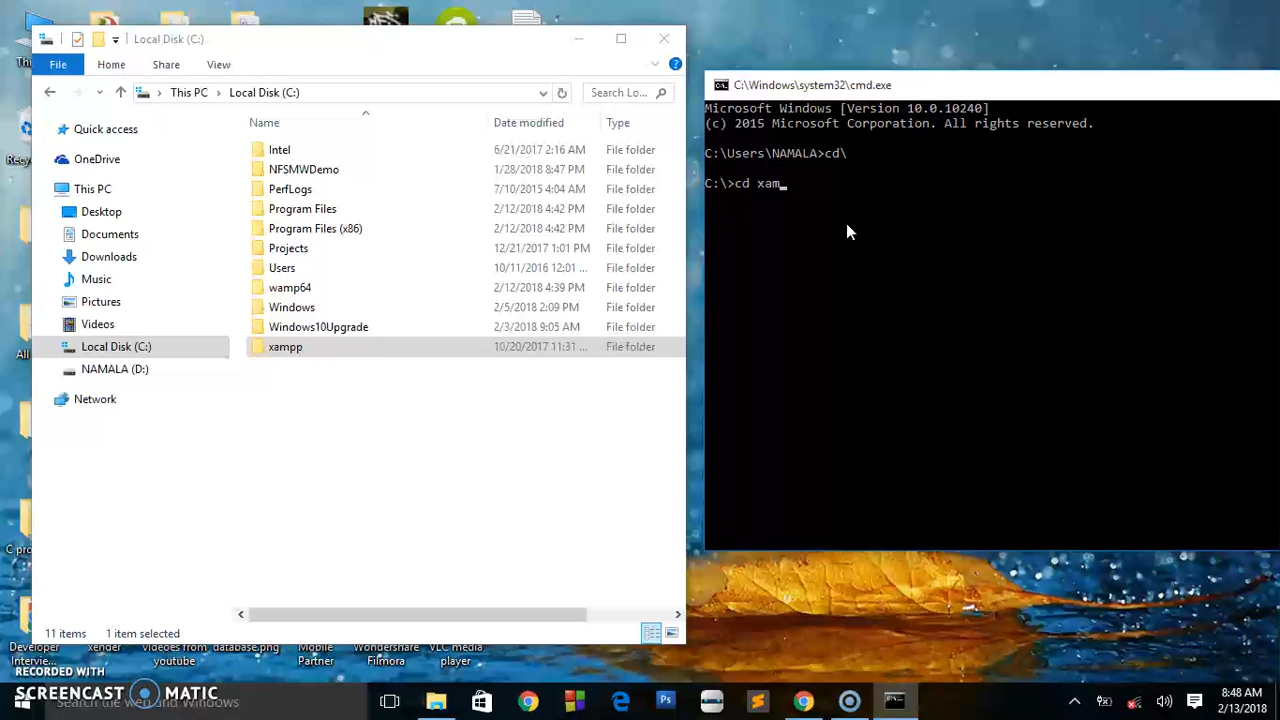 Local Disk (C:)
File
Home
Share
View
This PC
Local Disk (C:)
Search Lo...
Quick access
OneDrive
This PC
Desktop
Documents
Downloads
Music
Pictures
Videos
Local Disk (C:)
NAMALA (D:)
Network
Name
Date modified
Type
Intel
6/21/2017 2:16 AM
File folder
NFSMWDemo
1/28/2018 8:47 PM
File folder
PerfLogs
7/10/2015 4:04 AM
File folder
Program Files
2/12/2018 4:42 PM
File folder
Program Files (x86)
2/12/2018 4:42 PM
File folder
Projects
12/21/2017 1:01 PM
File folder
Users
10/11/2016 12:01 ...
File folder
wamp64
2/12/2018 4:39 PM
File folder
Windows
2/5/2018 2:09 PM
File folder
Windows10Upgrade
2/3/2018 9:05 AM
File folder
xampp
10/20/2017 11:31 ...
File folder
11 items
1 item selected
C:\Windows\system32\cmd.exe
Microsoft Windows [Version 10.0.10240]
(c) 2015 Microsoft Corporation. All rights reserved.
C:\Users\NAMALA>cd\
C:\>cd xam_
Developer
Intervie...
xender
Videoes from
youtube
database.png
Mobile
Partner
Wondershare
Filmora
VLC media
player
RECORDED WITH
SCREENCAST MATIC
Search the web and Windows
Ps
8:48 AM
2/13/2018